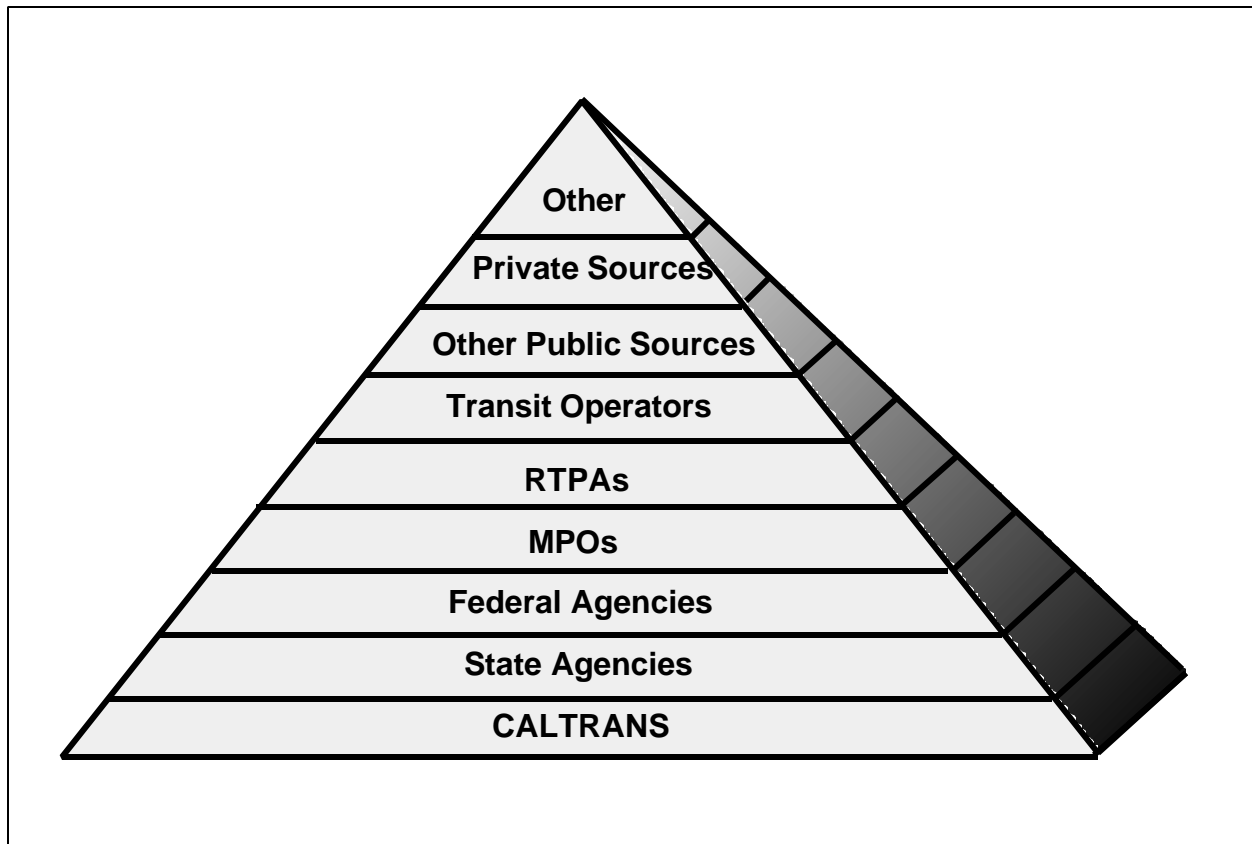 Other
Private Sources
Other Public Sources
Transit Operators
RTPAs
MPOs
Federal Agencies
State Agencies
CALTRANS